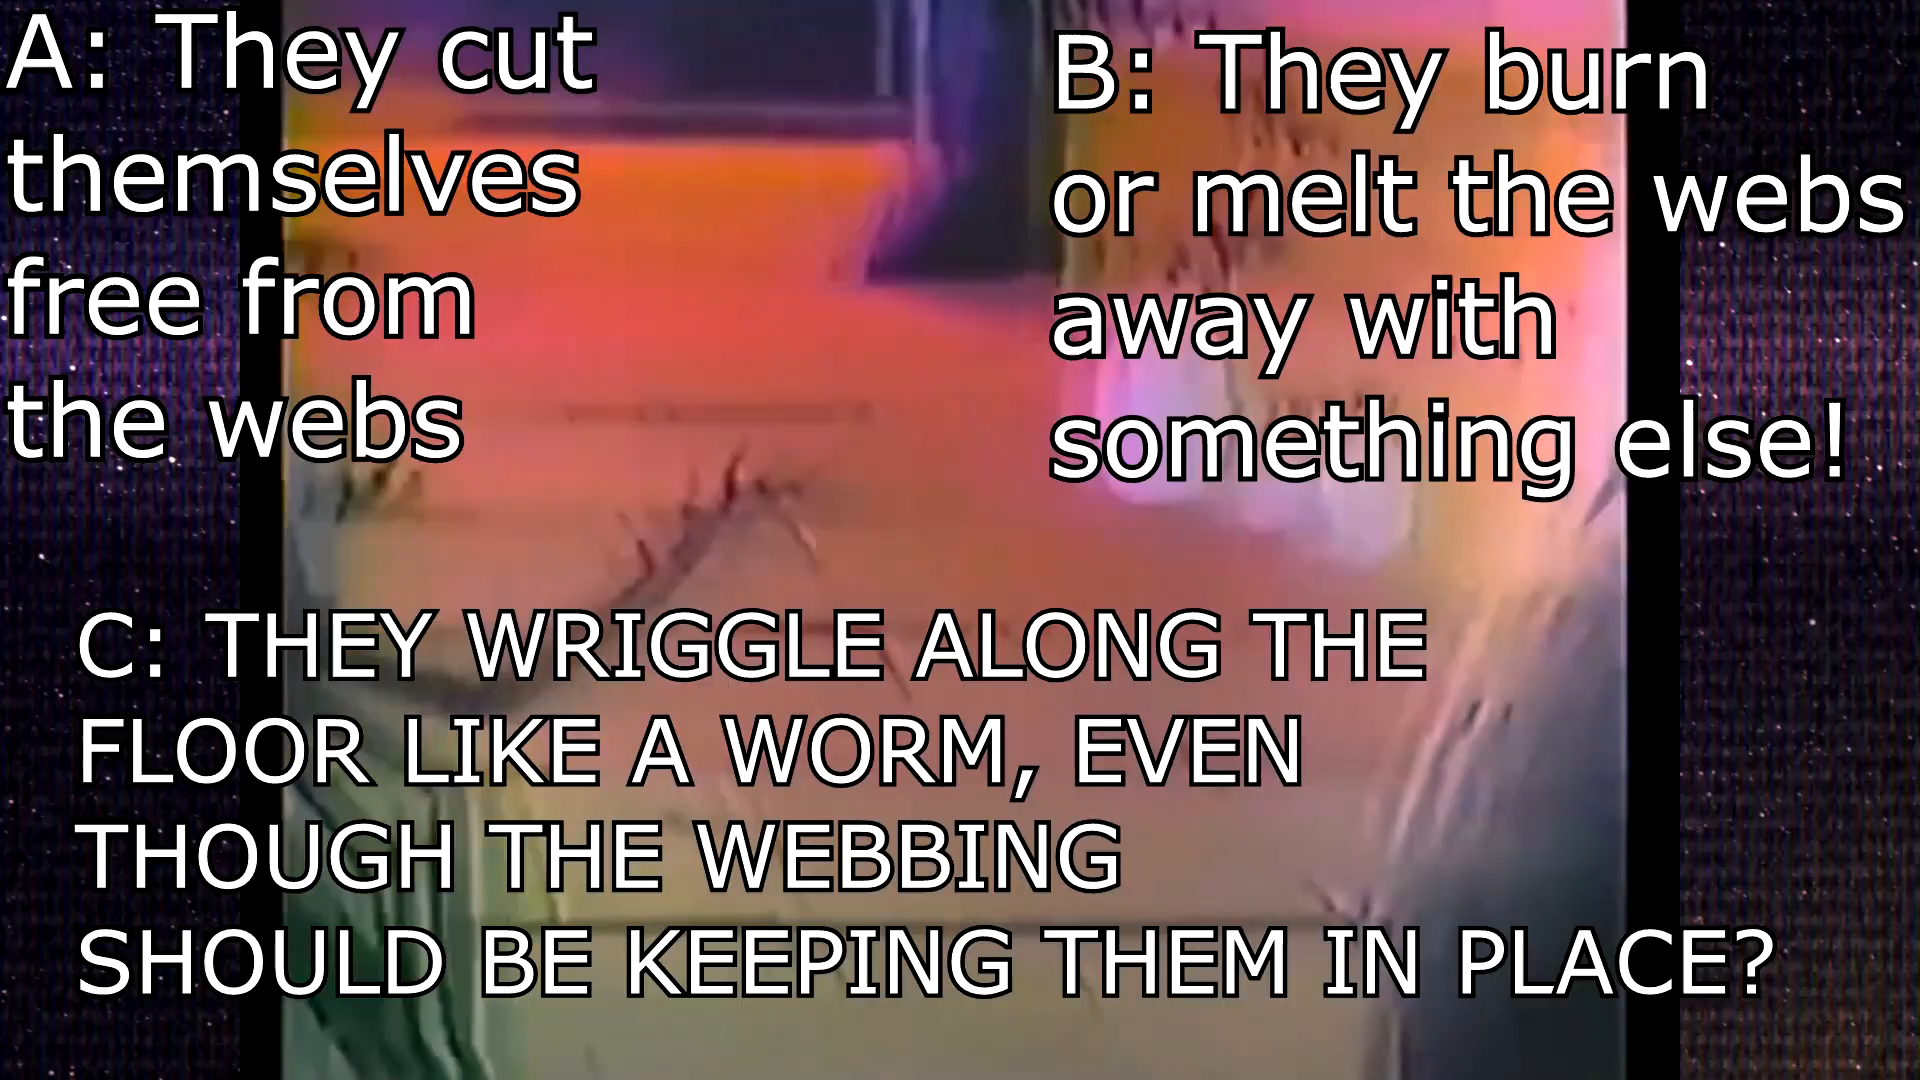 A: They cut
themselves
free from
the webs
B: They burn
or melt the webs
away with
something else!
C: THEY WRIGGLE ALONG THE
FLOOR LIKE A WORM, EVEN
THOUGH THE WEBBING
SHOULD BE KEEPING THEM IN PLACE?